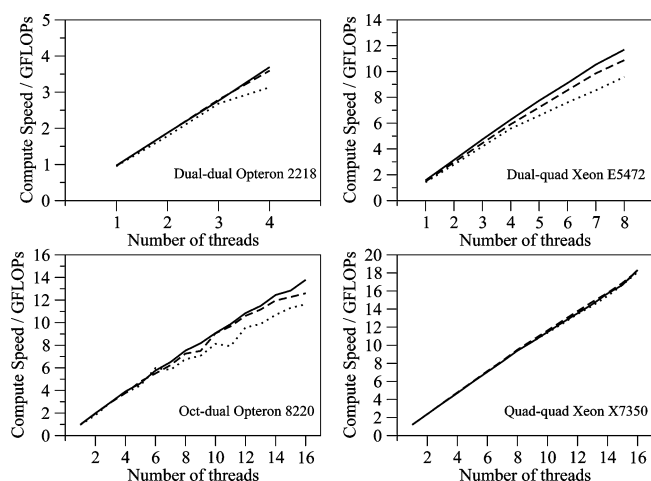 5
4
3
2
1
0
Compute Speed / GFLOPs
Dual-dual Opteron 2218
1 2 3 4
Number of threads
14
12
10
8
6
4
2
0
Compute Speed / GFLOPs
Dual-quad Xeon E5472
1 2 3 4 5 6 7 8
Number of threads
16
14
12
10
8
6
4
2
0
Compute Speed / GFLOPs
Oct-dual Opteron 8220
2 4 6 8 10 12 14 16
Number of threads
20
18
16
14
12
10
8
6
4
2
0
Compute Speed / GFLOPs
Quad-quad Xeon X7350
2 4 6 8 10 12 14 16
Number of threads